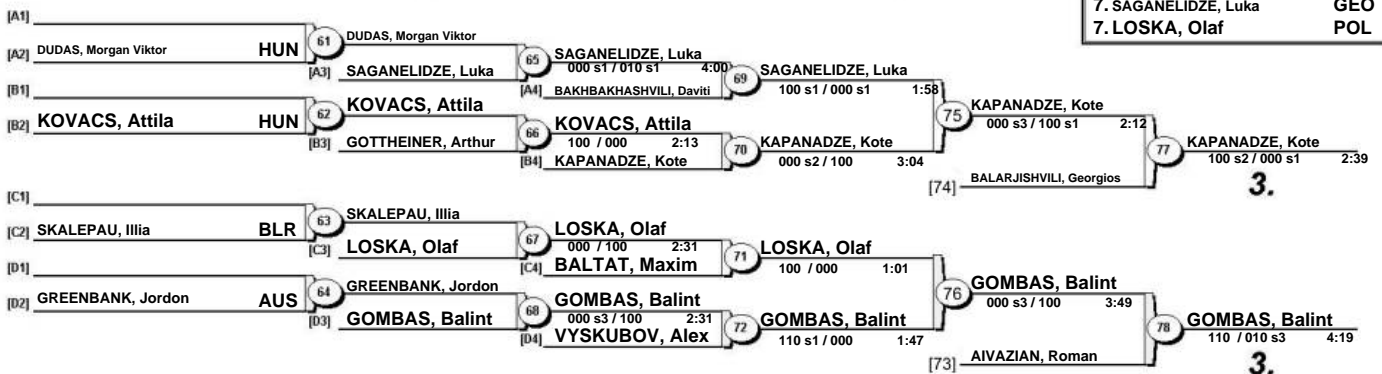 7. SAGANELIDZE, Luka GEO
7. LOSKA, Olaf POL
[A1]
[A2] DUDAS, Morgan Viktor HUN
61 DUDAS, Morgan Viktor
[A3] SAGANELIDZE, Luka
65 SAGANELIDZE, Luka
000 s1 / 010 s1 4:00
[A4] BAKHBAKHASHVILI, Daviti
69 SAGANELIDZE, Luka
100 s1 / 000 s1 1:58
[B1]
[B2] KOVACS, Attila HUN
62 KOVACS, Attila
[B3] GOTTHEINER, Arthur
66 KOVACS, Attila
100 / 000 2:13
[B4] KAPANADZE, Kote
70 KAPANADZE, Kote
000 s2 / 100 3:04
75 KAPANADZE, Kote
000 s3 / 100 s1 2:12
[74] BALARJISHVILI, Georgios
77 KAPANADZE, Kote
100 s2 / 000 s1 2:39
3.
[C1]
[C2] SKALEPAU, Illia BLR
63 SKALEPAU, Illia
[C3] LOSKA, Olaf
67 LOSKA, Olaf
000 / 100 2:31
[C4] BALTAT, Maxim
71 LOSKA, Olaf
100 / 000 1:01
[D1]
[D2] GREENBANK, Jordon AUS
64 GREENBANK, Jordon
[D3] GOMBAS, Balint
68 GOMBAS, Balint
000 s3 / 100 2:31
[D4] VYSKUBOV, Alex
72 GOMBAS, Balint
110 s1 / 000 1:47
76 GOMBAS, Balint
000 s3 / 100 3:49
[73] AIVAZIAN, Roman
78 GOMBAS, Balint
110 / 010 s3 4:19
3.